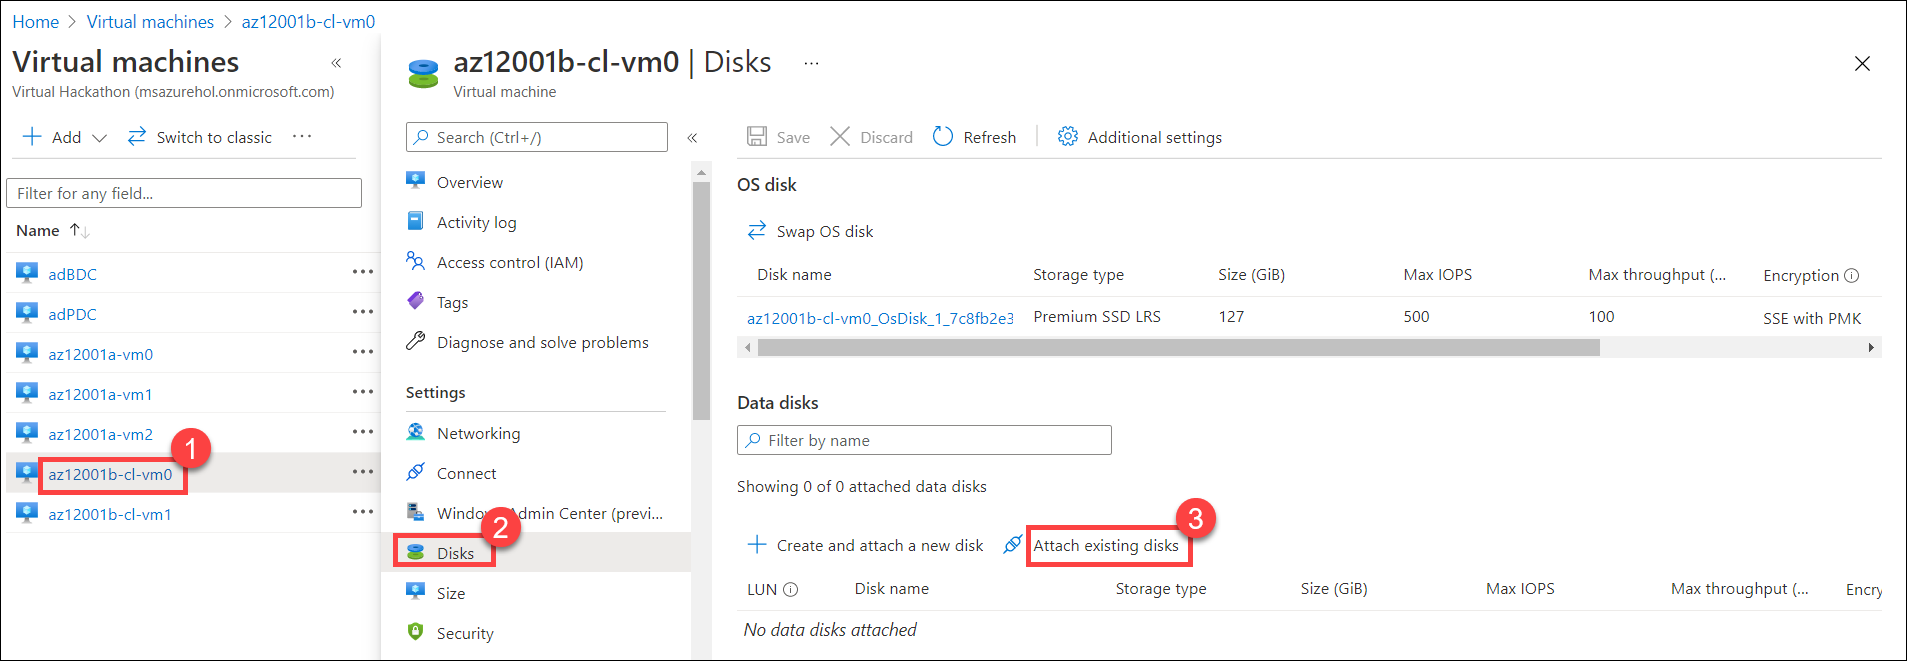 Home > Virtual machines > az12001b-cl-vm0
Virtual machines «
Virtual Hackathon (msazurehol.onmicrosoft.com)
+ Add Switch to classic ...
Filter for any field...
Name ↑↓
adBDC ...
adPDC ...
az12001a-vm0 ...
az12001a-vm1 ...
az12001a-vm2 ...
1
az12001b-cl-vm0 ...
az12001b-cl-vm1 ...
az12001b-cl-vm0 | Disks ...
Virtual machine
Search (Ctrl+/) «
Overview
Activity log
Access control (IAM)
Tags
Diagnose and solve problems
Settings
Networking
Connect
Admin Center (previ...
2
Disks
Size
Security
Save Discard Refresh Additional settings
OS disk
Swap OS disk
Disk name Storage type Size (GiB) Max IOPS Max throughput (... Encryption
az12001b-cl-vm0_OsDisk_1_7c8fb2e3 Premium SSD LRS 127 500 100 SSE with PMK
Data disks
Filter by name
Showing 0 of 0 attached data disks
3
+ Create and attach a new disk Attach existing disks
LUN Disk name Storage type Size (GiB) Max IOPS Max throughput (... Encry
No data disks attached